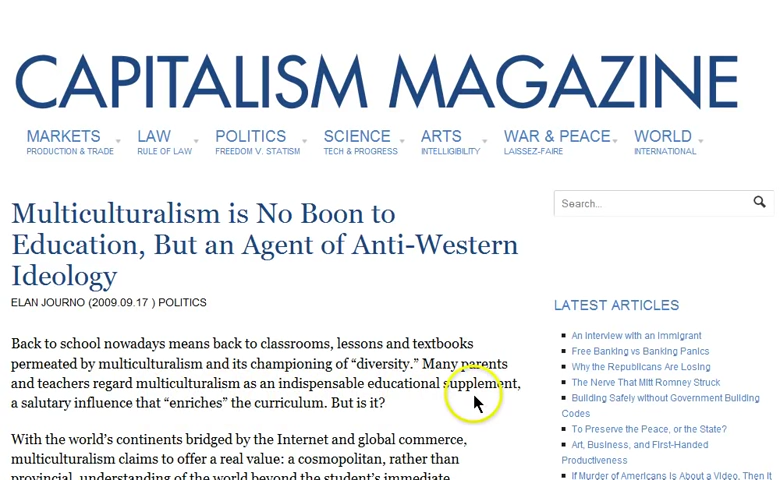 CAPITALISM MAGAZINE
MARKETS LAW POLITICS SCIENCE ARTS WAR & PEACE WORLD
PRODUCTION & TRADE RULE OF LAW FREEDOM V. STATISM TECH & PROGRESS INTELLIGIBILITY LAISSEZ-FAIRE INTERNATIONAL
Multiculturalism is No Boon to
Education, But an Agent of Anti-Western
Ideology
ELAN JOURNO (2009.09.17 ) POLITICS
Back to school nowadays means back to classrooms, lessons and textbooks
permeated by multiculturalism and its championing of “diversity.” Many parents
and teachers regard multiculturalism as an indispensable educational supplement,
a salutary influence that “enriches” the curriculum. But is it?
With the world’s continents bridged by the Internet and global commerce,
multiculturalism claims to offer a real value: a cosmopolitan, rather than
provincial, understanding of the world beyond the student’s immediate
Search...
LATEST ARTICLES
An Interview with an Immigrant
Free Banking vs Banking Panics
Why the Republicans Are Losing
The Nerve That Mitt Romney Struck
Building Safely without Government Building
Codes
To Preserve the Peace, or the State?
Art, Business, and First-Handed
Productiveness
If Murder of Americans Is About a Video, Then It